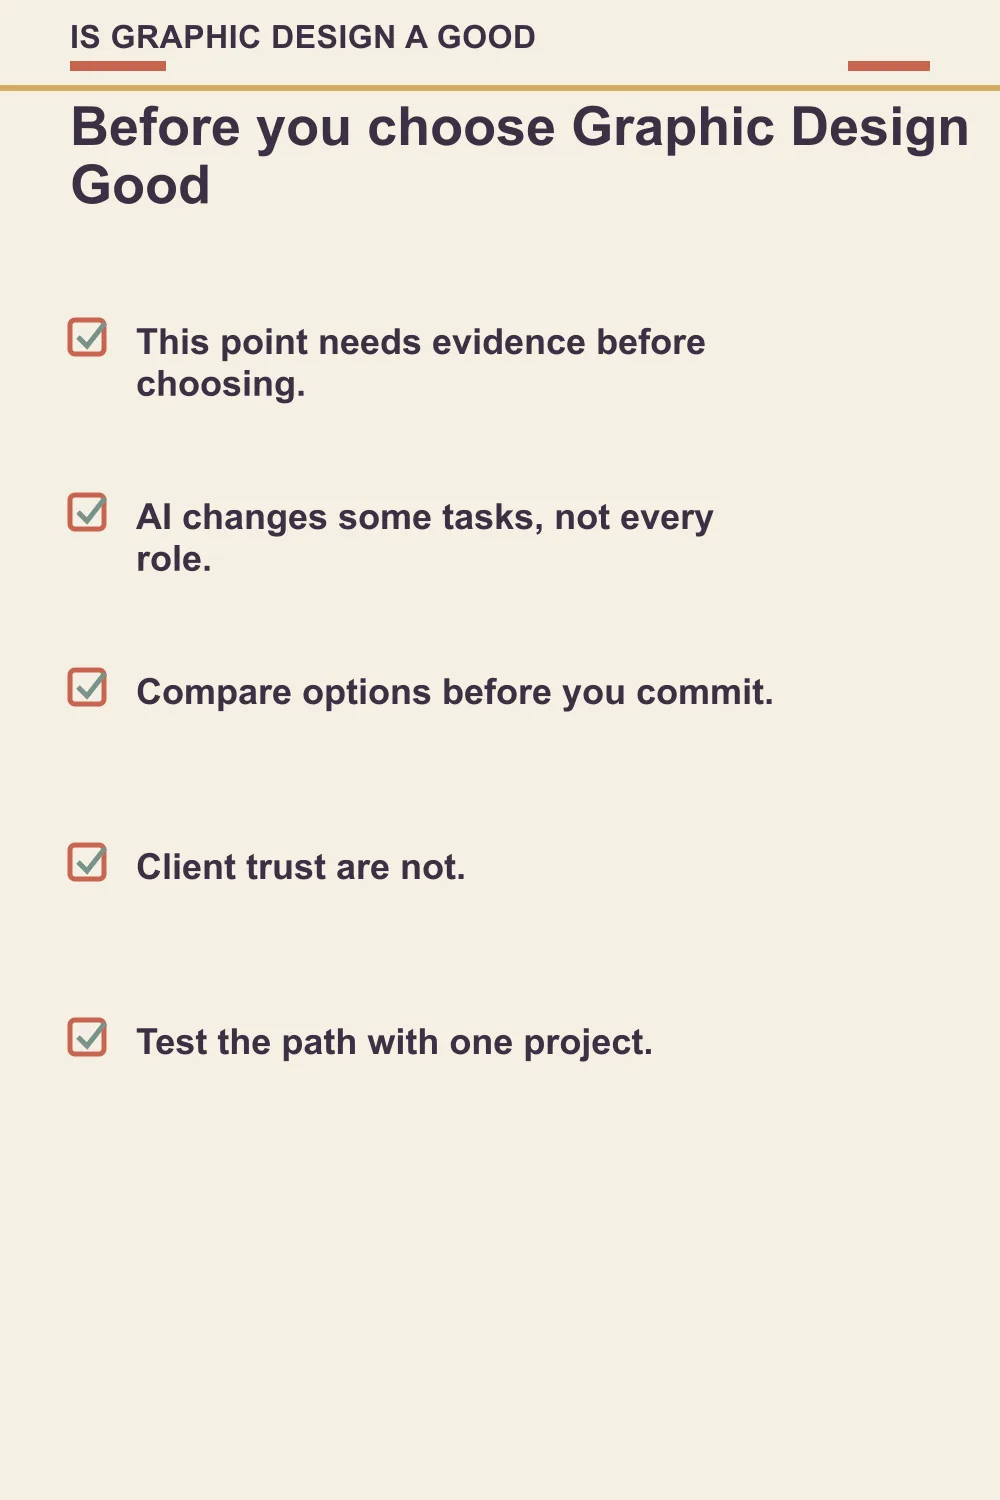 IS GRAPHIC DESIGN A GOOD
Before you choose Graphic Design
Good
This point needs evidence before
choosing.
AI changes some tasks, not every
role.
Compare options before you commit.
Client trust are not.
Test the path with one project.